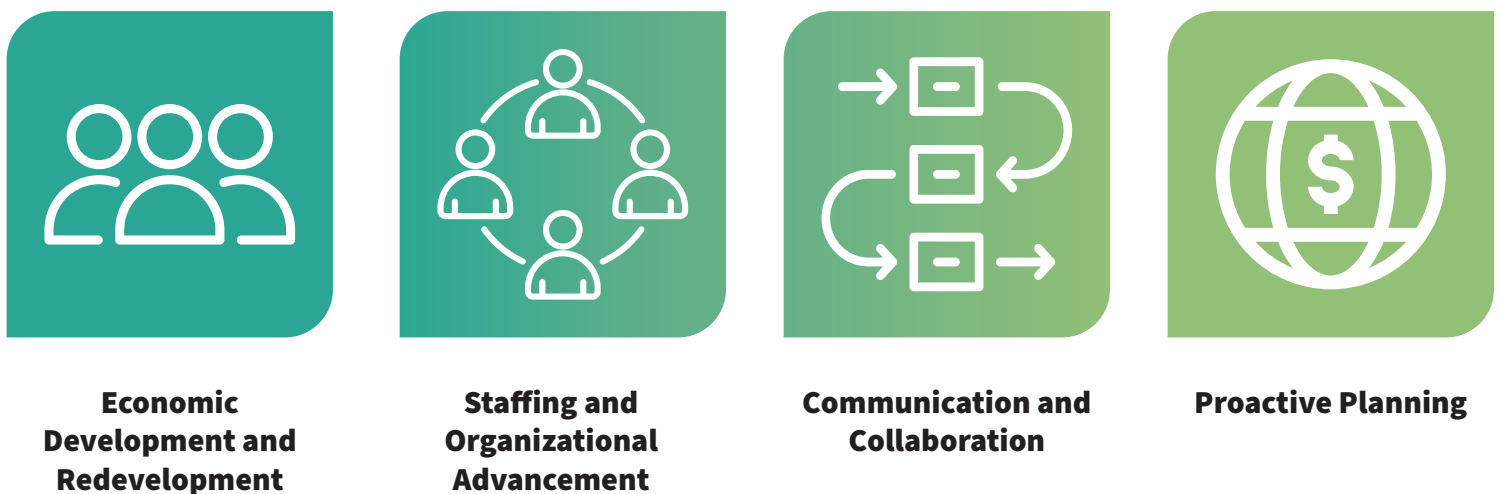 Economic
Development and
Redevelopment
Staffing and
Organizational
Advancement
Communication and
Collaboration
Proactive Planning
$